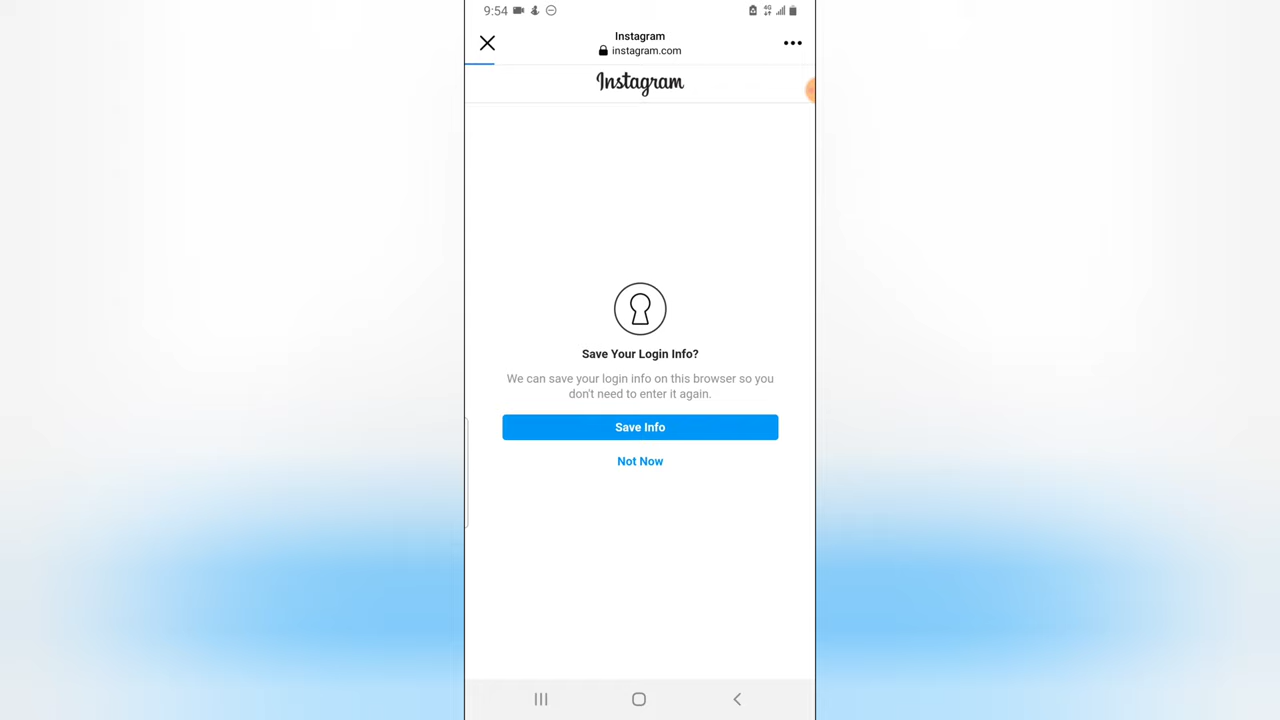 9:54
4G
Instagram
instagram.com
Instagram
Save Your Login Info?
We can save your login info on this browser so you
don't need to enter it again.
Save Info
Not Now